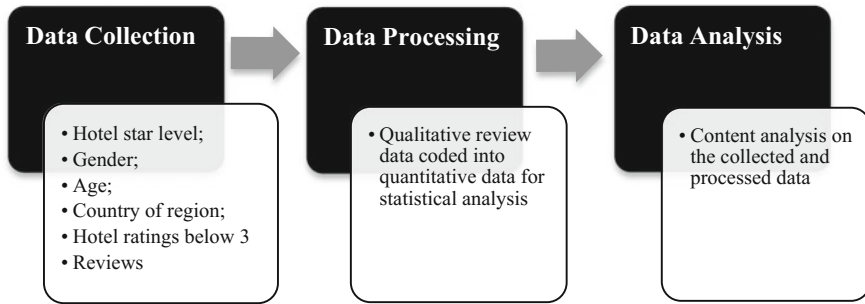 Data Collection
• Hotel star level;
• Gender;
• Age;
• Country of region;
• Hotel ratings below 3
• Reviews
Data Processing
• Qualitative review
data coded into
quantitative data for
statistical analysis
Data Analysis
• Content analysis on
the collected and
processed data